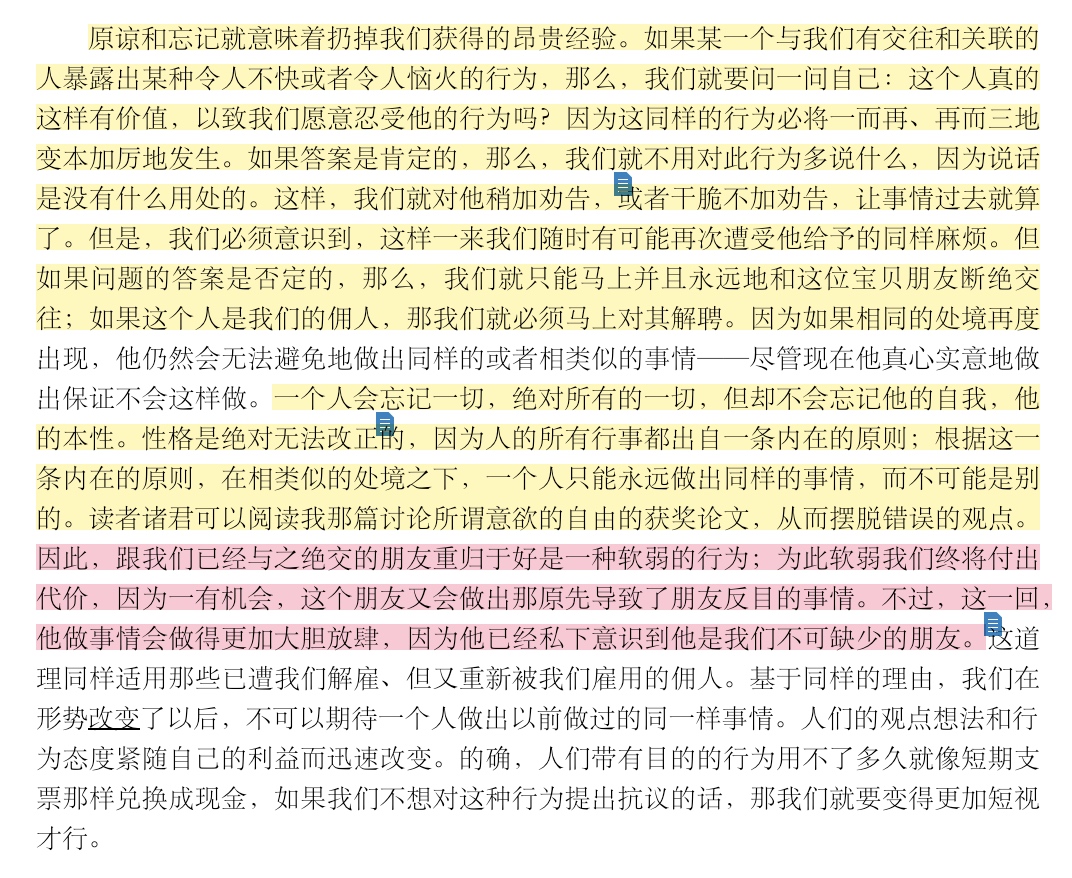 原谅和忘记就意味着扔掉我们获得的昂贵经验。如果某一个与我们有交往和关联的
人暴露出某种令人不快或者令人恼火的行为，那么，我们就要问一问自己：这个人真的
这样有价值，以致我们愿意忍受他的行为吗？因为这同样的行为必将一而再、再而三地
变本加厉地发生。如果答案是肯定的，那么，我们就不用对此行为多说什么，因为说话
是没有什么用处的。这样，我们就对他稍加劝告，或者干脆不加劝告，让事情过去就算
了。但是，我们必须意识到，这样一来我们随时有可能再次遭受他给予的同样麻烦。但
如果问题的答案是否定的，那么，我们就只能马上并且永远地和这位宝贝朋友断绝交
往；如果这个人是我们的佣人，那我们就必须马上对其解聘。因为如果相同的处境再度
出现，他仍然会无法避免地做出同样的或者相类似的事情——尽管现在他真心实意地做
出保证不会这样做。一个人会忘记一切，绝对所有的一切，但却不会忘记他的自我，他
的本性。性格是绝对无法改正的，因为人的所有行事都出自一条内在的原则；根据这一
条内在的原则，在相类似的处境之下，一个人只能永远做出同样的事情，而不可能是别
的。读者诸君可以阅读我那篇讨论所谓意欲的自由的获奖论文，从而摆脱错误的观点。
因此，跟我们已经与之绝交的朋友重归于好是一种软弱的行为；为此软弱我们终将付出
代价，因为一有机会，这个朋友又会做出那原先导致了朋友反目的事情。不过，这一回，
他做事情会做得更加大胆放肆，因为他已经私下意识到他是我们不可缺少的朋友。这道
理同样适用那些已遭我们解雇、但又重新被我们雇用的佣人。基于同样的理由，我们在
形势改变了以后，不可以期待一个人做出以前做过的同一样事情。人们的观点想法和行
为态度紧随自己的利益而迅速改变。的确，人们带有目的的行为用不了多久就像短期支
票那样兑换成现金，如果我们不想对这种行为提出抗议的话，那我们就要变得更加短视
才行。